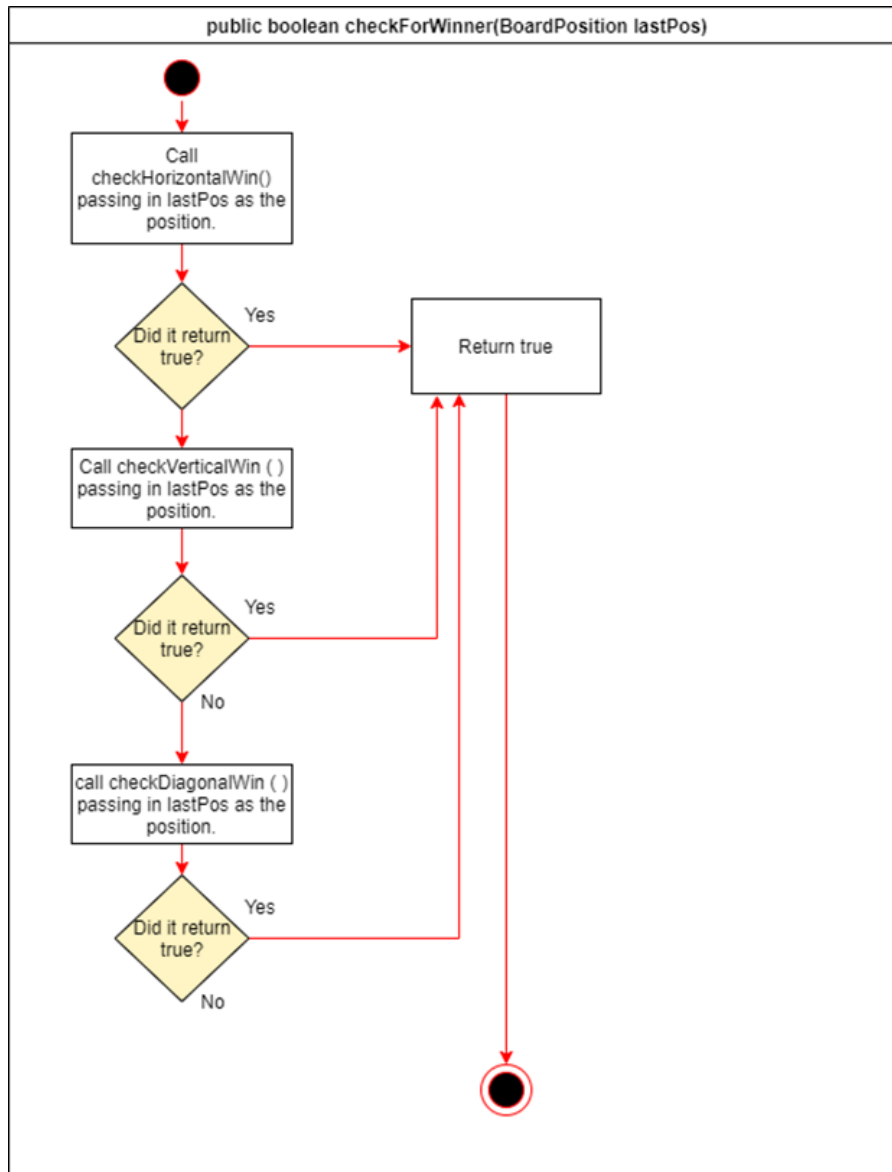 public boolean checkForWinner(BoardPosition lastPos)
Call
checkHorizontalWin()
passing in lastPos as the
position.
Did it return
true?
Yes
Return true
Call checkVerticalWin ( )
passing in lastPos as the
position.
Did it return
true?
Yes
No
call checkDiagonalWin ( )
passing in lastPos as the
position.
Did it return
true?
Yes
No